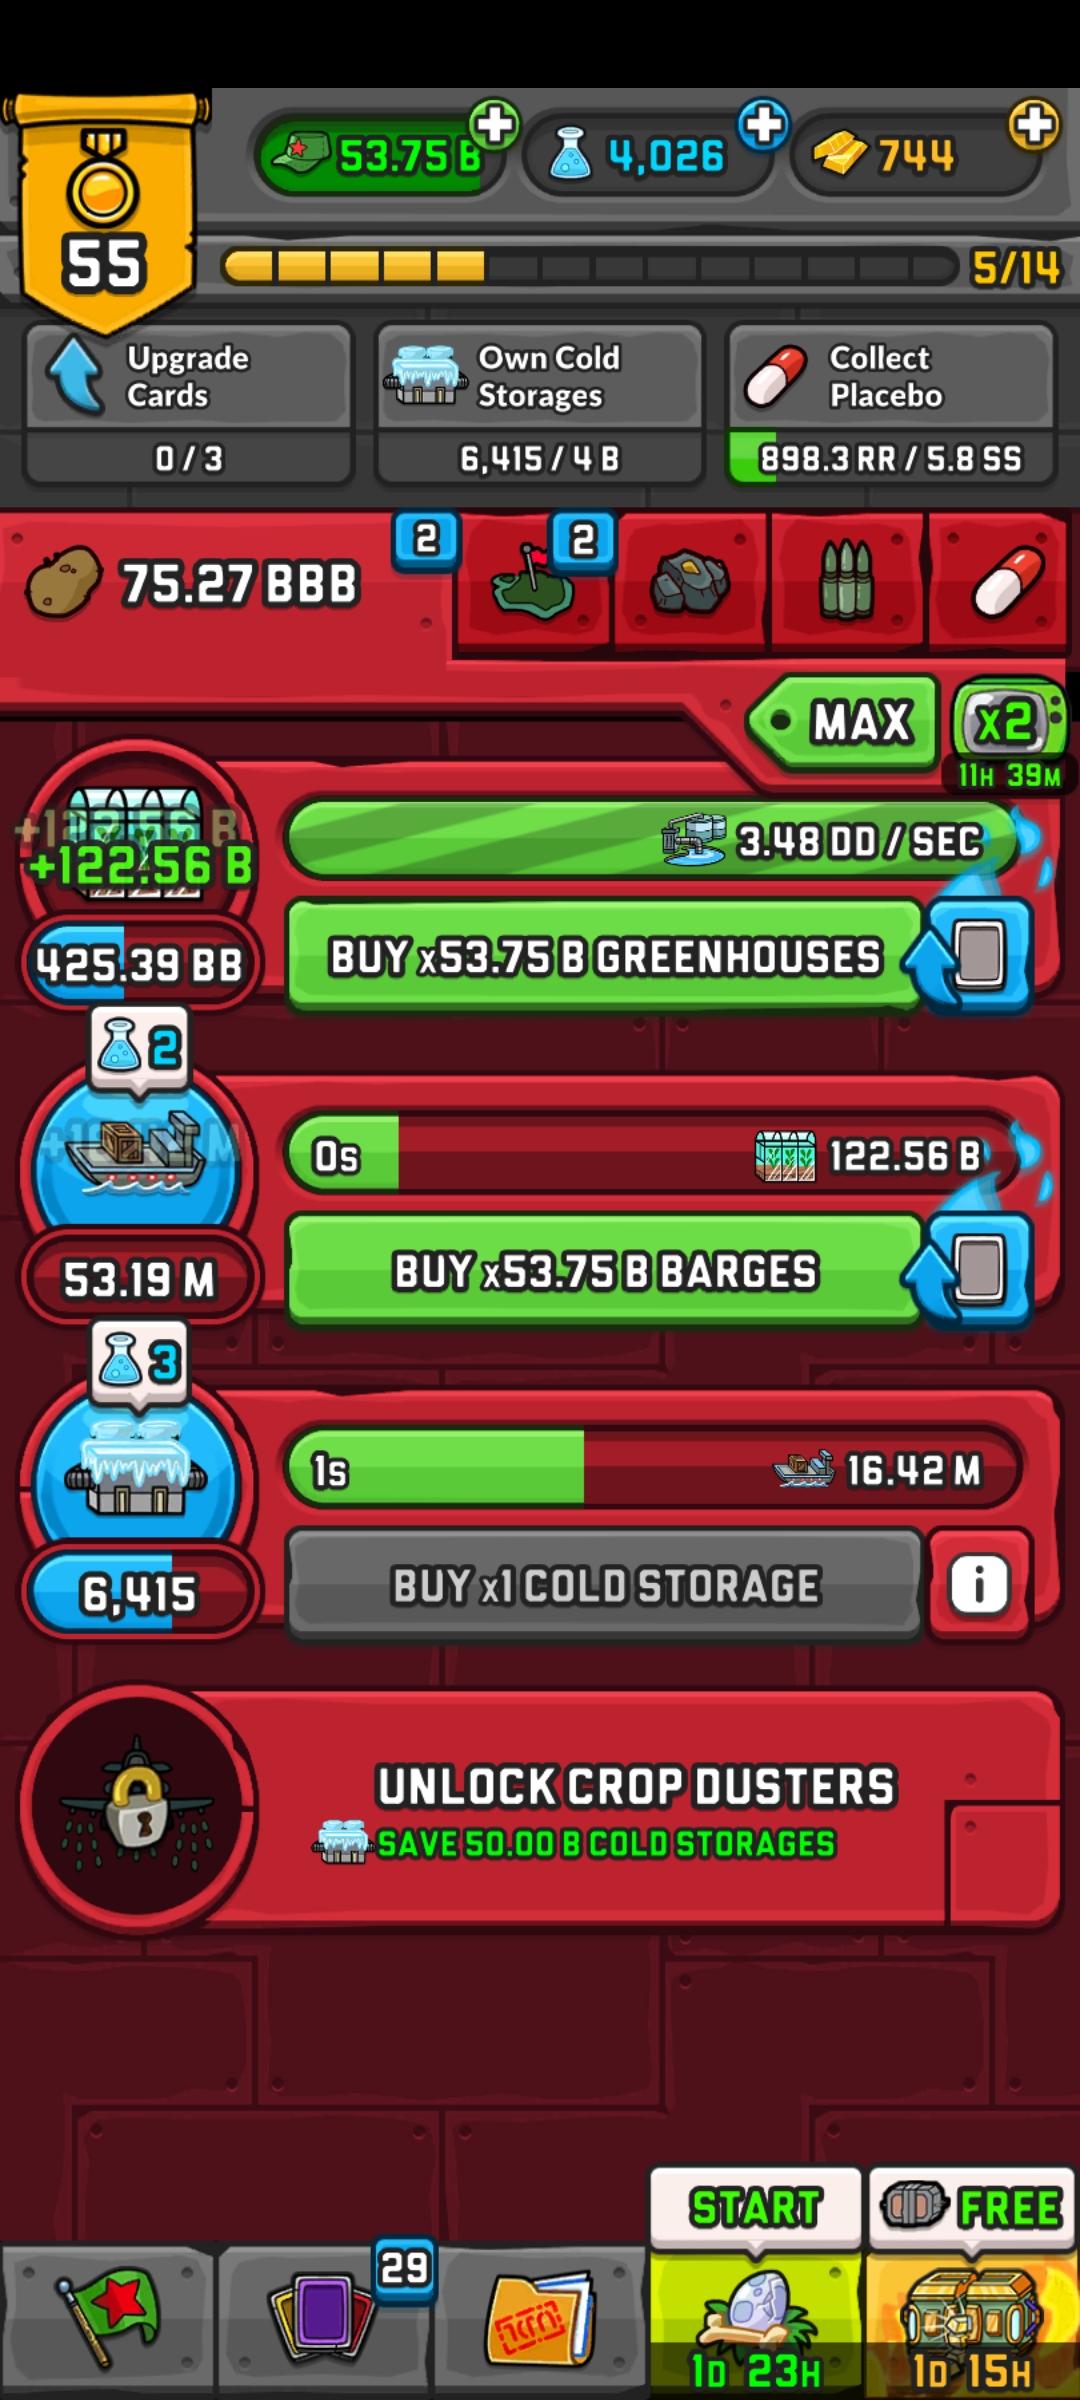 53.75 B
4,026
744
55
5/14
Upgrade
Cards
0 / 3
Own Cold
Storages
6,415 / 4 B
Collect
Placebo
898.3 RR / 5.8 SS
75.27 BBB
2
2
MAX
x2
11H 39M
+122.56 B
+122.56 B
3.48 DD / SEC
425.39 BB
BUY x53.75 B GREENHOUSES
2
0s
122.56 B
53.19 M
BUY x53.75 B BARGES
3
1s
16.42 M
6,415
BUY x1 COLD STORAGE
i
UNLOCK CROP DUSTERS
SAVE 50.00 B COLD STORAGES
START
FREE
29
1D 23H
1D 15H